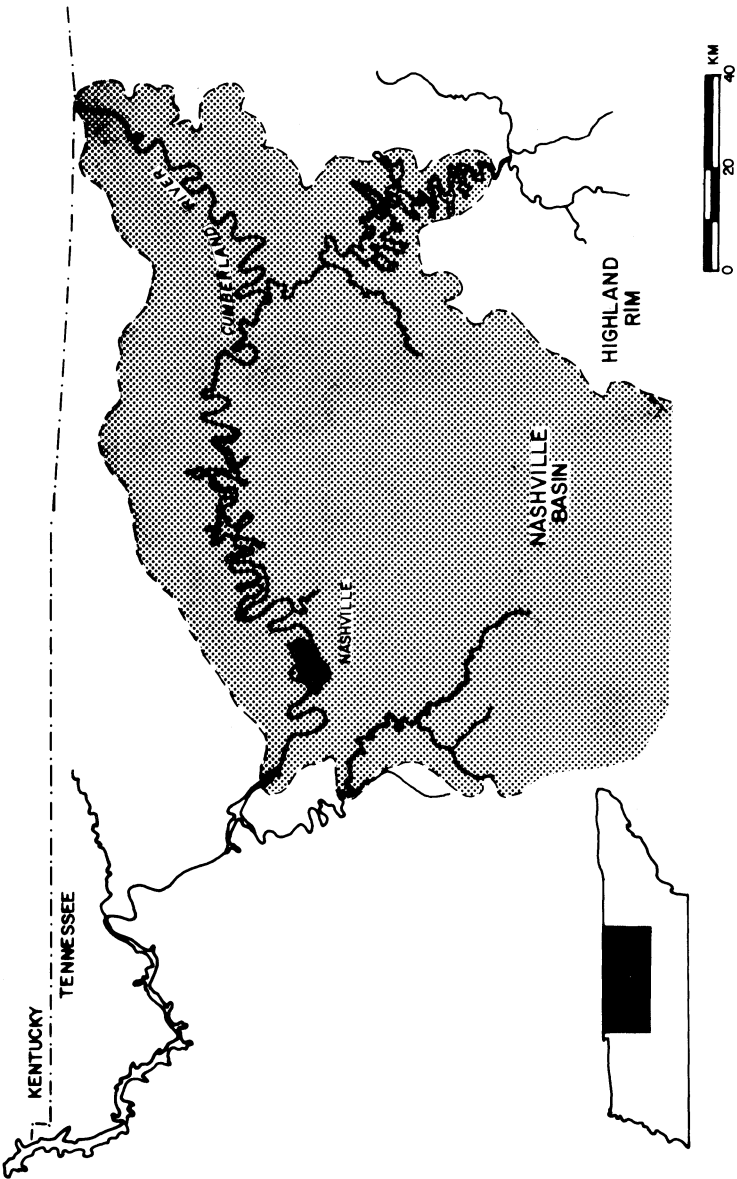 KENTUCKY
TENNESSEE
CUMBERLAND RIVER
NASHVILLE
NASHVILLE
BASIN
HIGHLAND
RIM
0 20 40
KM